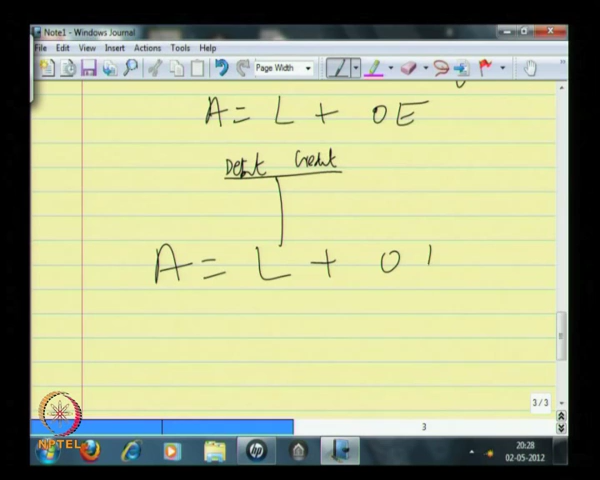 Note1 - Windows Journal
File Edit View Insert Actions Tools Help
Page Width
A = L + OE
Debit Credit
A = L + O I
3/3
3
NPTEL
hp
20:28
02-05-2012